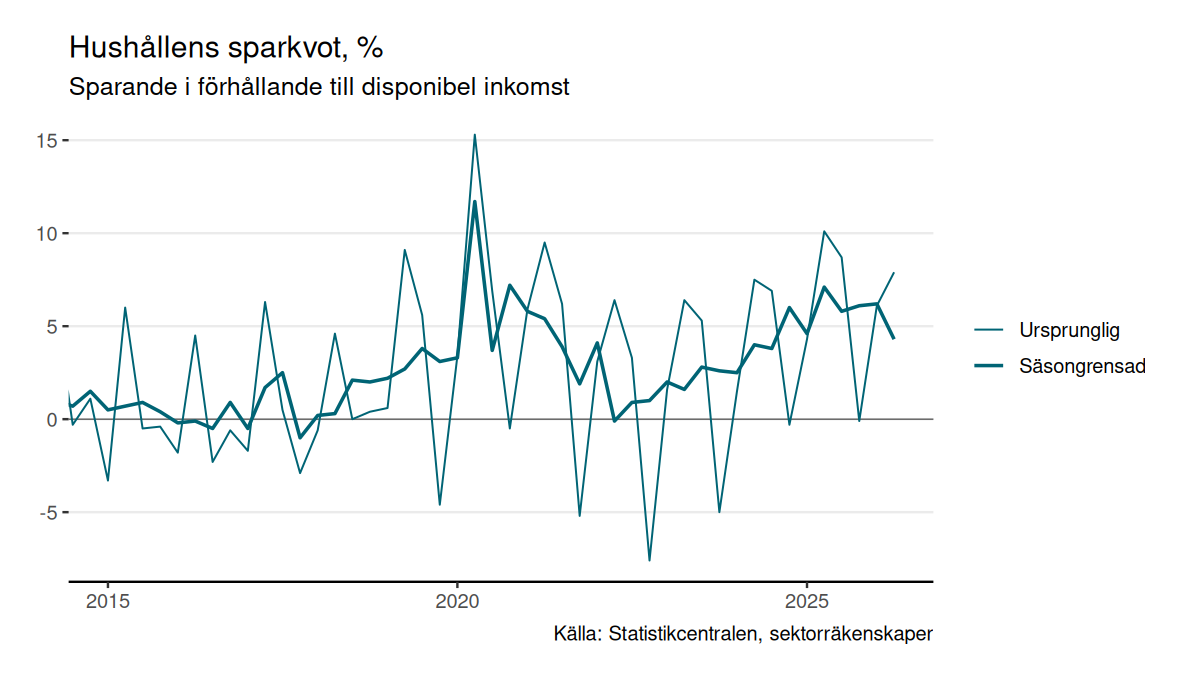 Hushållens sparkvot, %
Sparande i förhållande till disponibel inkomst
15
10
5
0
-5
2015 2020 2025
Ursprunglig
Säsongrensad
Källa: Statistikcentralen, sektorräkenskaper